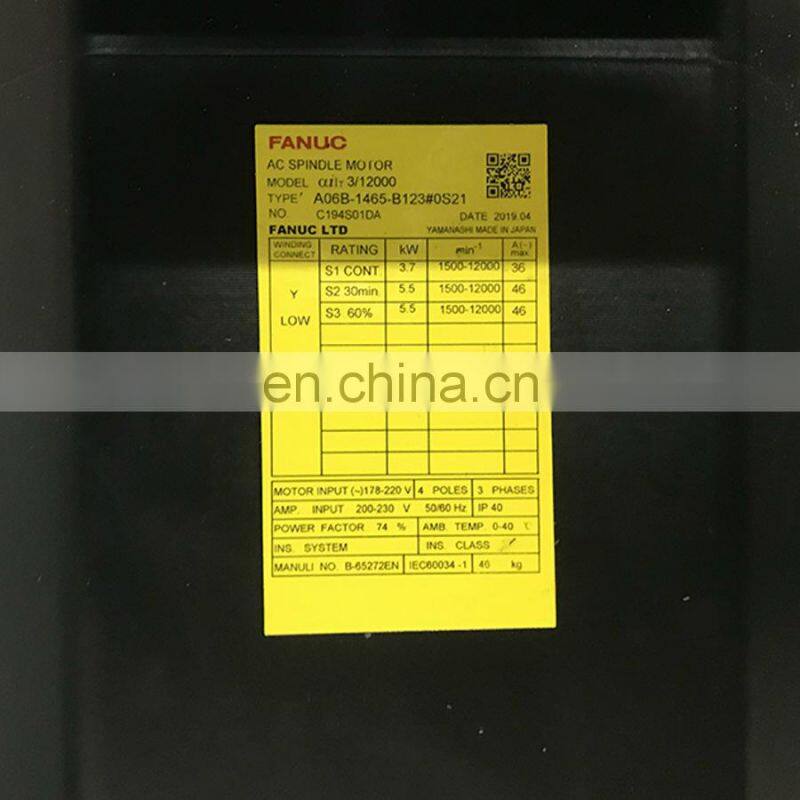 FANUC
AC SPINDLE MOTOR
MODEL αiIT 3/12000
TYPE' A06B-1465-B123#0S21
NO. C194S01DA DATE 2019.04
FANUC LTD YAMANASHI MADE IN JAPAN
WINDING CONNECT RATING kW min-1 A(~) max
Y LOW
S1 CONT. 3.7 1500-12000 36
S2 30min. 5.5 1500-12000 46
S3 60% 5.5 1500-12000 46
en.china.cn
MOTOR INPUT (~)178-220 V 4 POLES 3 PHASES
AMP. INPUT 200-230 V 50/60 Hz IP 40
POWER FACTOR 74 % AMB. TEMP. 0-40 ℃
INS. SYSTEM INS. CLASS
MANULI NO. B-65272EN IEC60034-1 46 kg